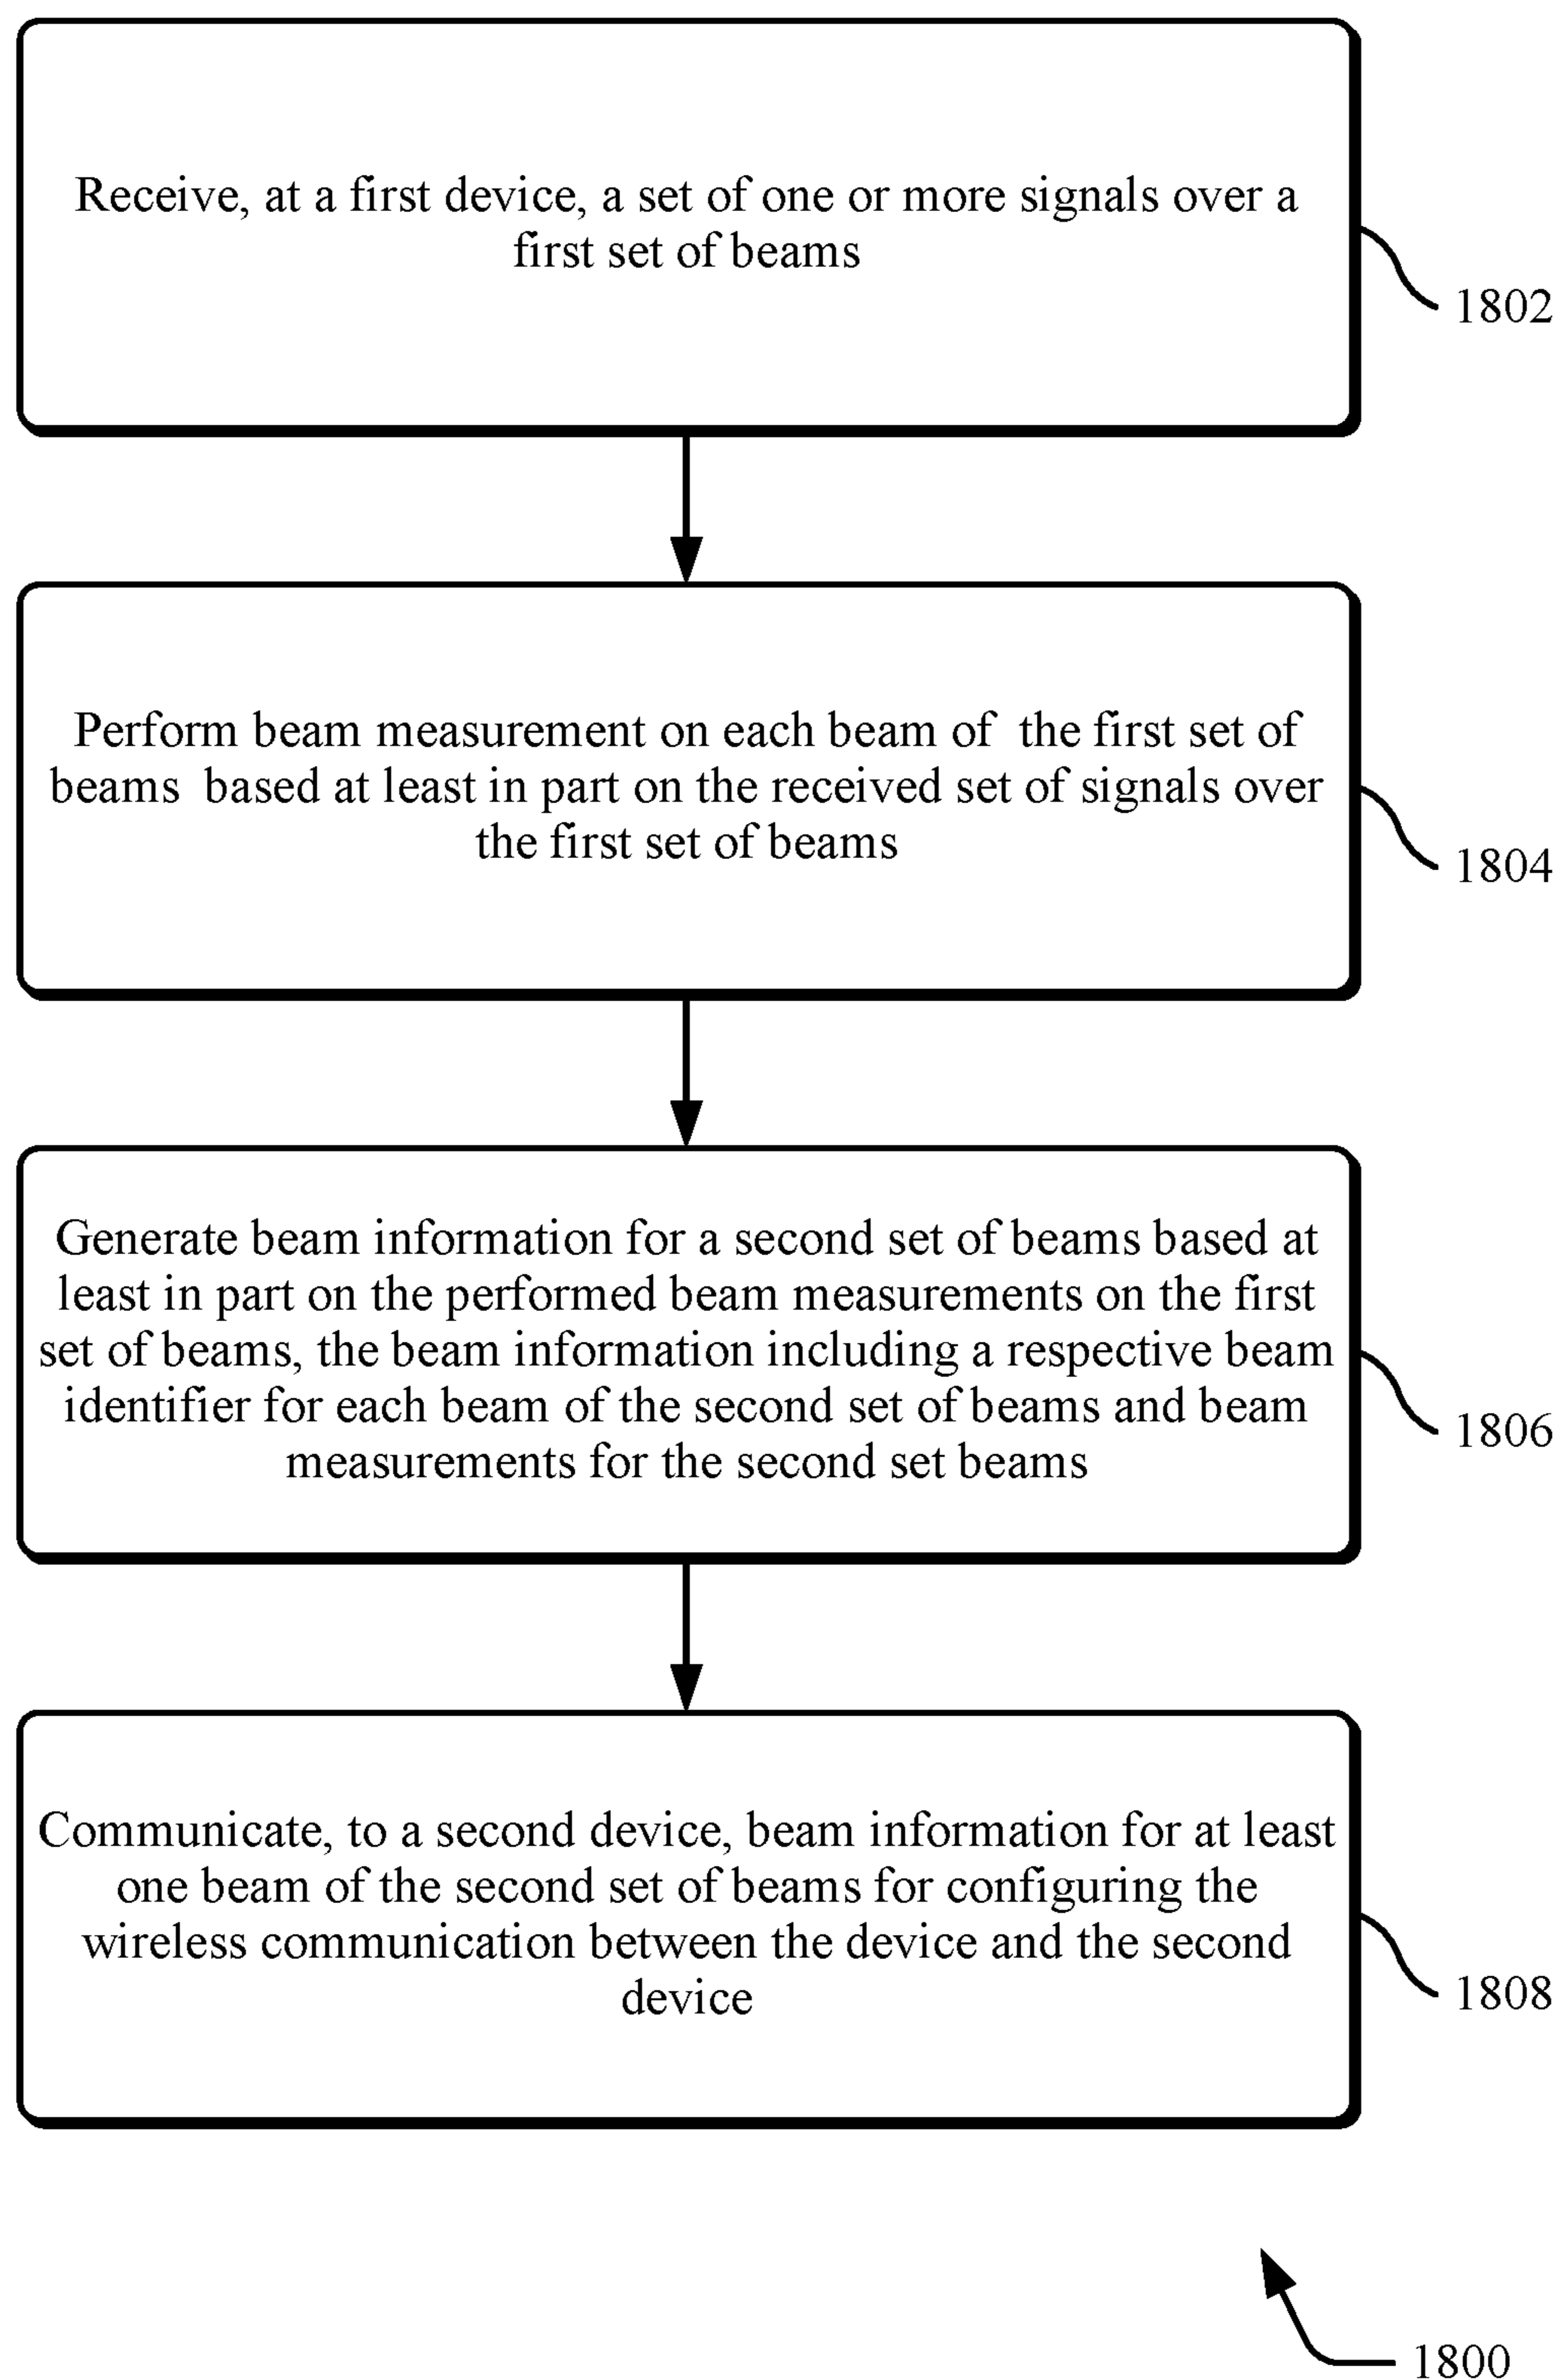 Receive, at a first device, a set of one or more signals over a
first set of beams
1802
Perform beam measurement on each beam of  the first set of
beams  based at least in part on the received set of signals over
the first set of beams
1804
Generate beam information for a second set of beams based at
least in part on the performed beam measurements on the first
set of beams, the beam information including a respective beam
identifier for each beam of the second set of beams and beam
measurements for the second set beams
1806
Communicate, to a second device, beam information for at least
one beam of the second set of beams for configuring the
wireless communication between the device and the second
device
1808
1800